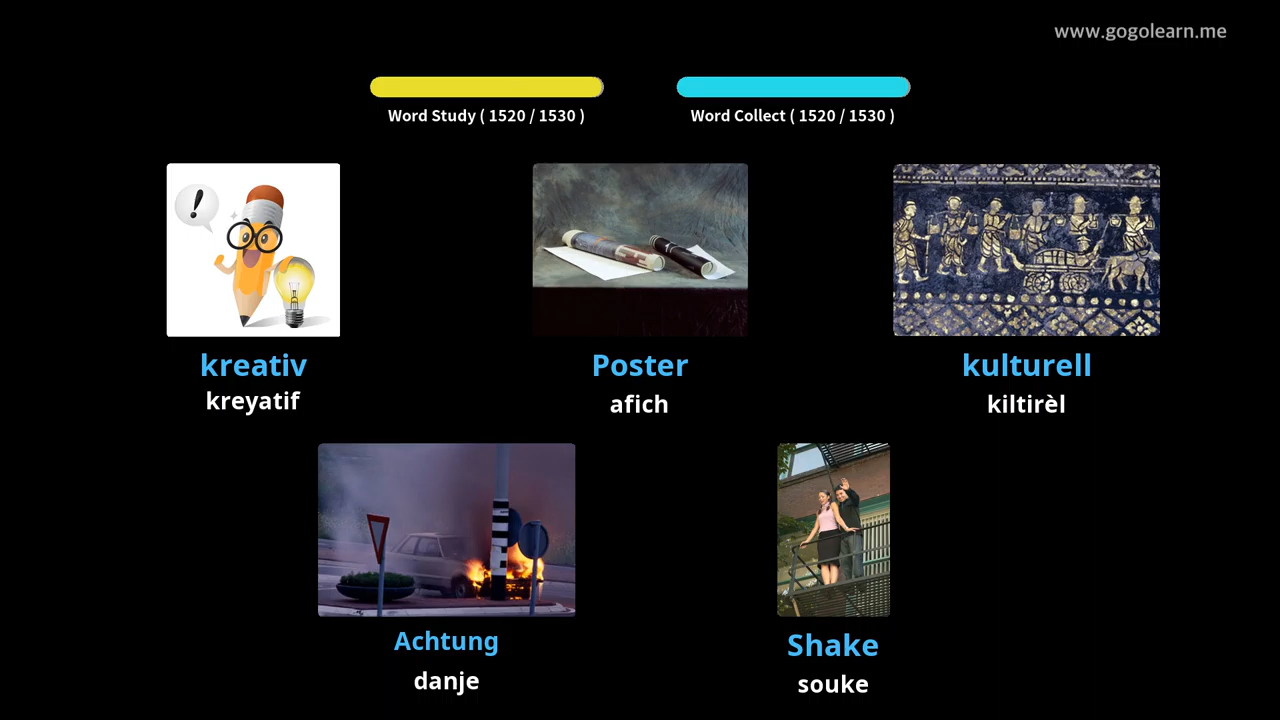 www.gogolearn.me
Word Study ( 1520 / 1530 )
Word Collect ( 1520 / 1530 )
!
kreativ
kreyatif
Poster
afich
kulturell
kiltirèl
Achtung
danje
Shake
souke